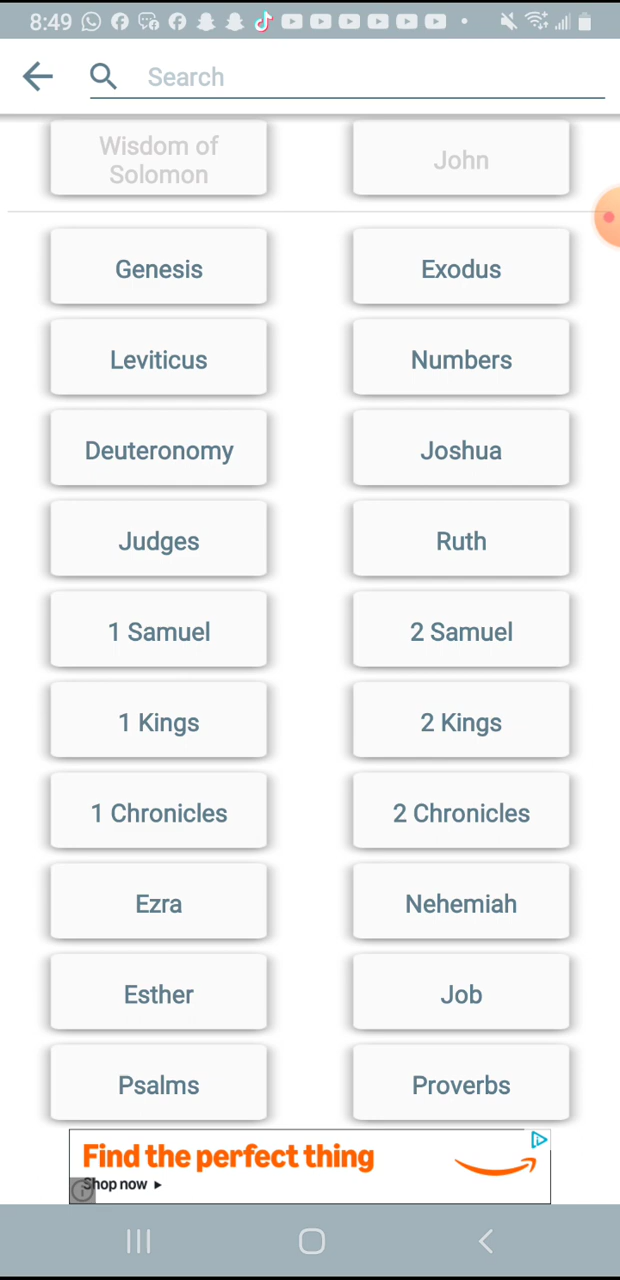 8:49
Search
Wisdom of
Solomon
John
Genesis
Exodus
Leviticus
Numbers
Deuteronomy
Joshua
Judges
Ruth
1 Samuel
2 Samuel
1 Kings
2 Kings
1 Chronicles
2 Chronicles
Ezra
Nehemiah
Esther
Job
Psalms
Proverbs
Find the perfect thing
Shop now